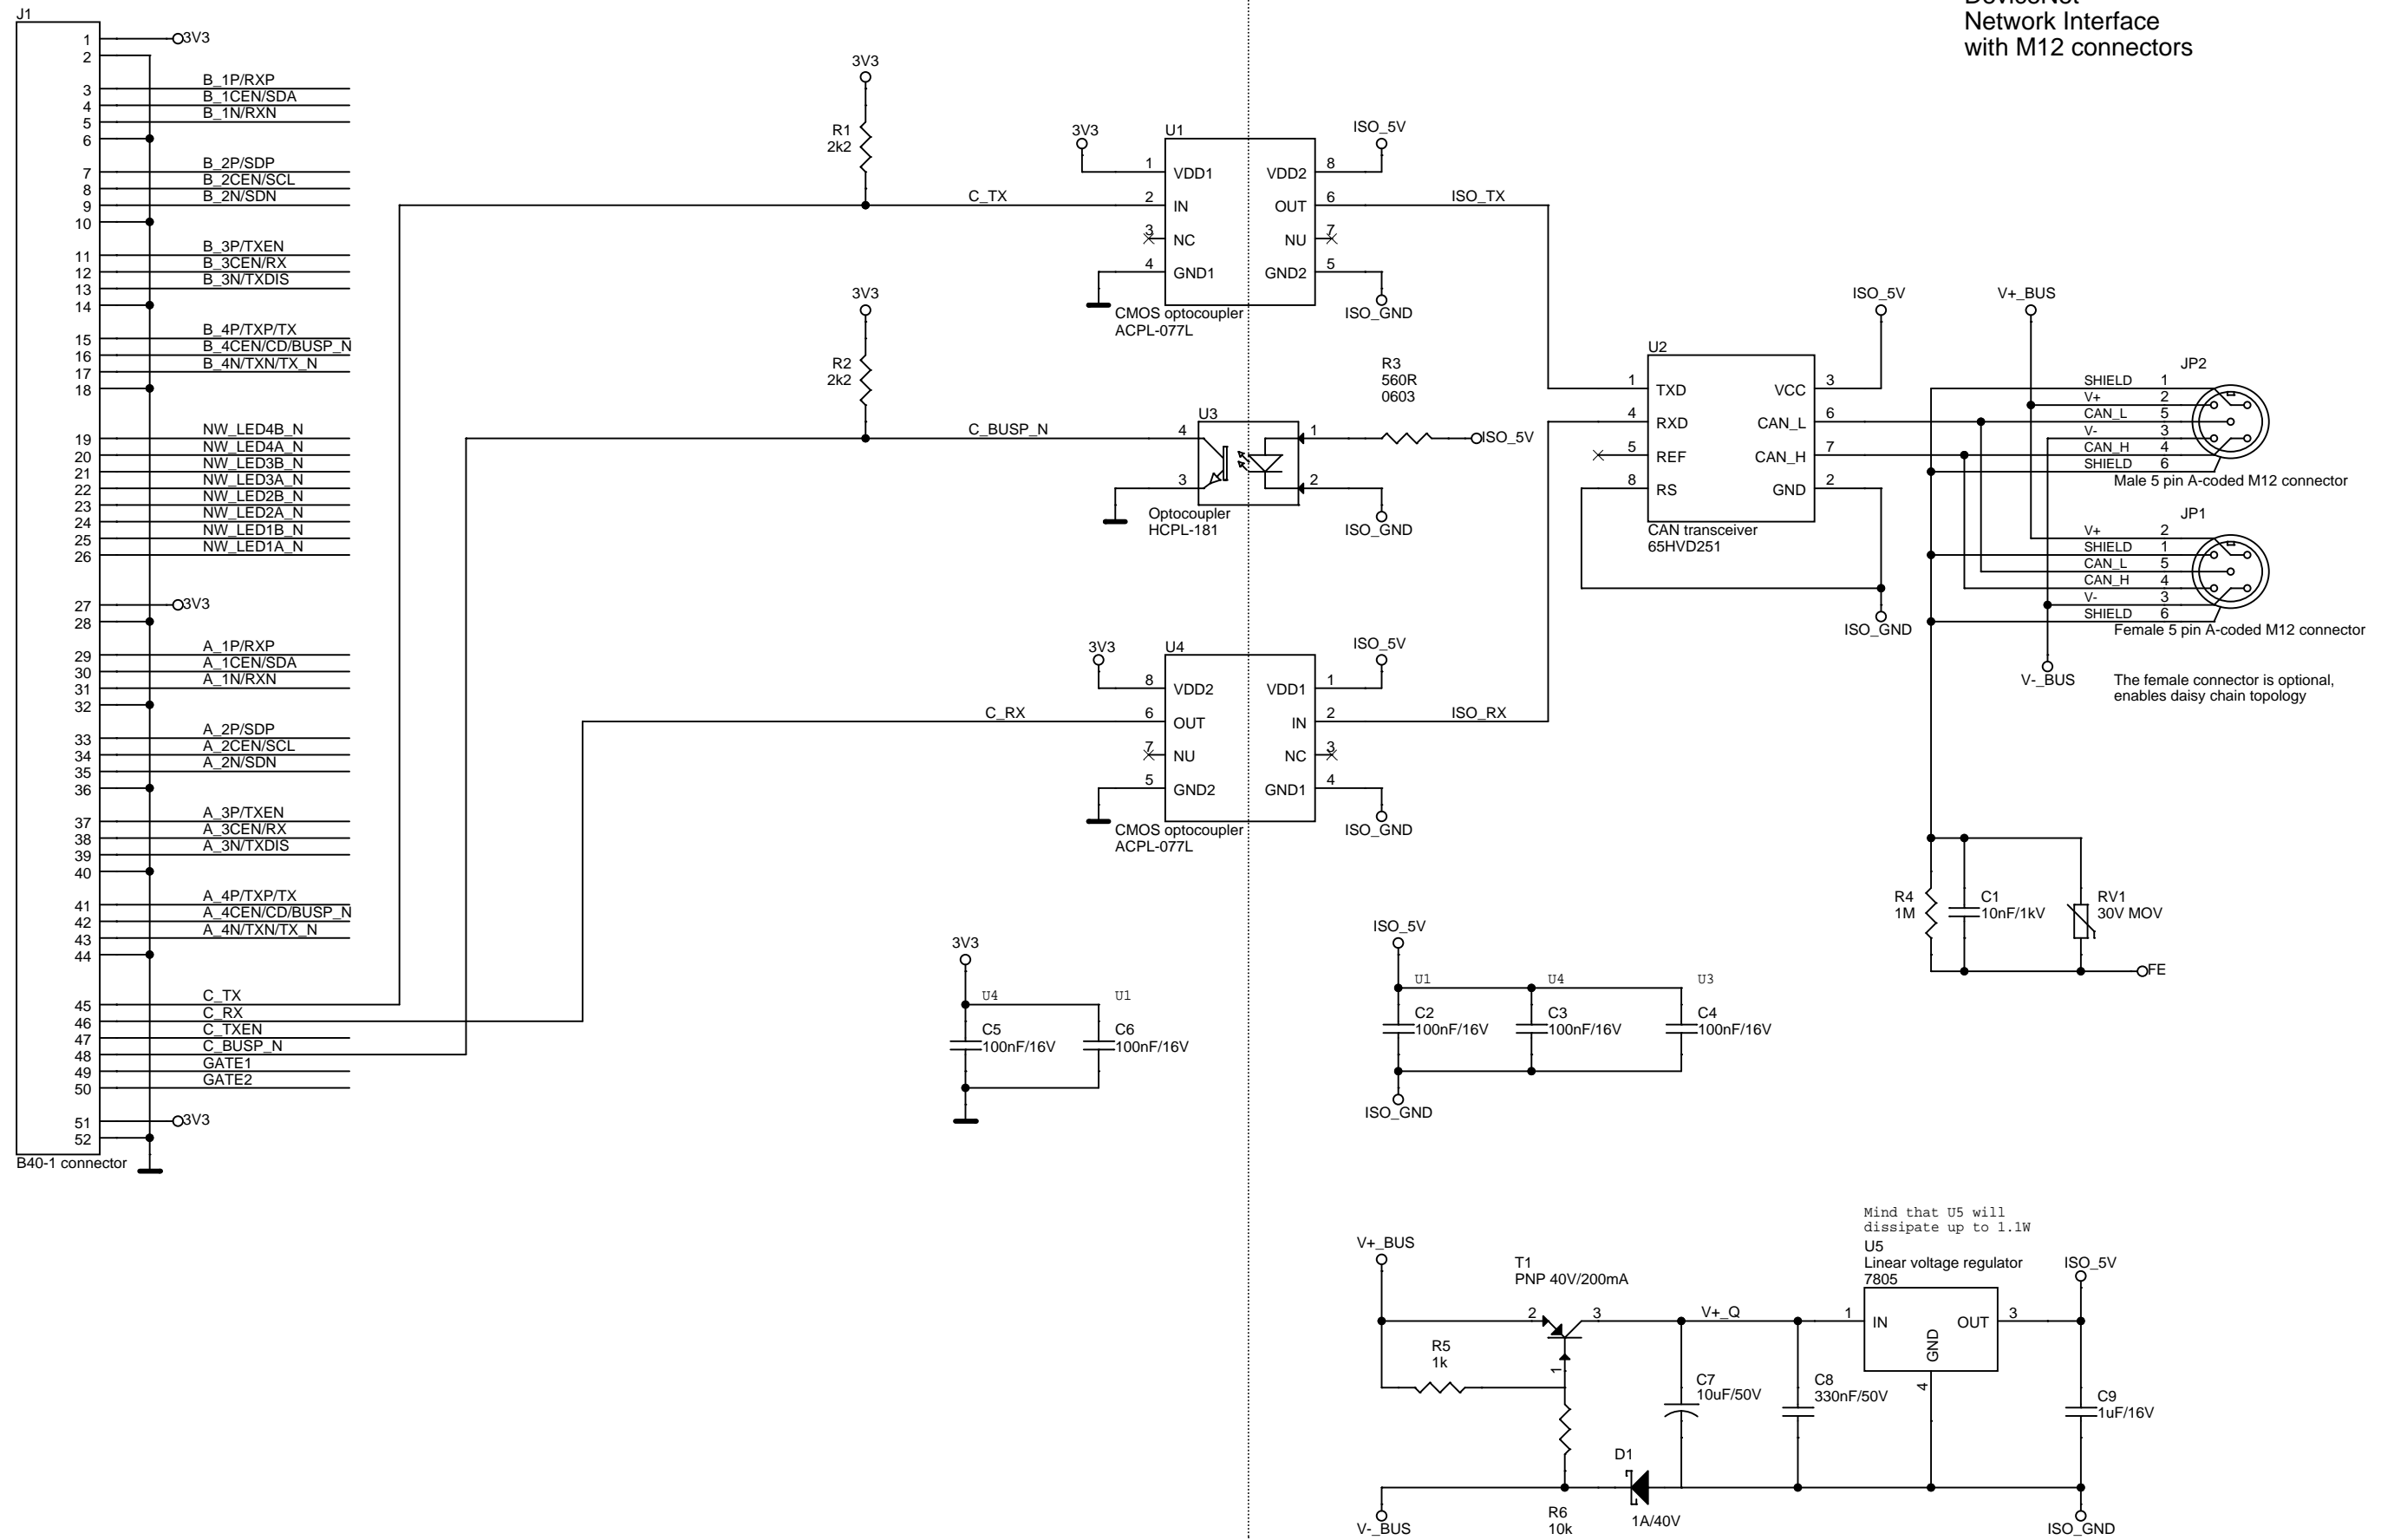 DeviceNet
Network Interface
with M12 connectors
J1
1
3V3
2
3
B_1P/RXP
4
B_1CEN/SDA
5
B_1N/RXN
6
7
B_2P/SDP
8
B_2CEN/SCL
9
B_2N/SDN
10
11
B_3P/TXEN
12
B_3CEN/RX
13
B_3N/TXDIS
14
15
B_4P/TXP/TX
16
B_4CEN/CD/BUSP_N
17
B_4N/TXN/TX_N
18
19
NW_LED4B_N
20
NW_LED4A_N
21
NW_LED3B_N
22
NW_LED3A_N
23
NW_LED2B_N
24
NW_LED2A_N
25
NW_LED1B_N
26
NW_LED1A_N
27
3V3
28
29
A_1P/RXP
30
A_1CEN/SDA
31
A_1N/RXN
32
33
A_2P/SDP
34
A_2CEN/SCL
35
A_2N/SDN
36
37
A_3P/TXEN
38
A_3CEN/RX
39
A_3N/TXDIS
40
41
A_4P/TXP/TX
42
A_4CEN/CD/BUSP_N
43
A_4N/TXN/TX_N
44
45
C_TX
46
C_RX
47
C_TXEN
48
C_BUSP_N
49
GATE1
50
GATE2
51
3V3
52
B40-1 connector
3V3
R1
2k2
C_TX
3V3
U1
ISO_5V
1 VDD1 VDD2 8
2 IN OUT 6
3 NC NU 7
4 GND1 GND2 5
CMOS optocoupler
ACPL-077L
ISO_GND
ISO_TX
3V3
R2
2k2
C_BUSP_N
U3
4 1
3 2
Optocoupler
HCPL-181
R3
560R
0603
ISO_5V
ISO_GND
U2
ISO_5V
1 TXD VCC 3
4 RXD CAN_L 6
5 REF CAN_H 7
8 RS GND 2
CAN transceiver
65HVD251
ISO_GND
V+_BUS
JP2
SHIELD 1
V+ 2
CAN_L 5
V- 3
CAN_H 4
SHIELD 6
Male 5 pin A-coded M12 connector
JP1
V+ 2
SHIELD 1
CAN_L 5
CAN_H 4
V- 3
SHIELD 6
Female 5 pin A-coded M12 connector
V-_BUS
The female connector is optional,
enables daisy chain topology
3V3
U4
ISO_5V
8 VDD2 VDD1 1
6 OUT IN 2
7 NU NC 3
5 GND2 GND1 4
CMOS optocoupler
ACPL-077L
ISO_GND
C_RX
ISO_RX
R4
1M
C1
10nF/1kV
RV1
30V MOV
FE
3V3
U4
U1
C5
100nF/16V
C6
100nF/16V
ISO_5V
U1
U4
U3
C2
100nF/16V
C3
100nF/16V
C4
100nF/16V
ISO_GND
V+_BUS
T1
PNP 40V/200mA
2
3
1
R5
1k
V+_Q
Mind that U5 will
dissipate up to 1.1W
U5
Linear voltage regulator
7805
1 IN OUT 3
GND
4
ISO_5V
C7
10uF/50V
C8
330nF/50V
C9
1uF/16V
D1
1A/40V
R6
10k
V-_BUS
ISO_GND